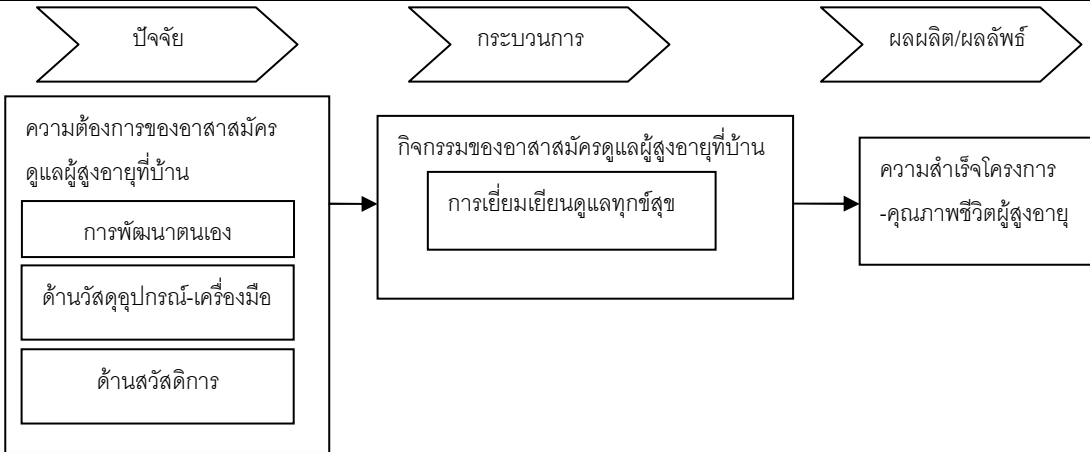 ปัจจัย
กระบวนการ
ผลผลิต/ผลลัพธ์
ความต้องการของอาสาสมัคร
ดูแลผู้สูงอายุที่บ้าน
การพัฒนาตนเอง
ด้านวัสดุอุปกรณ์-เครื่องมือ
ด้านสวัสดิการ
กิจกรรมของอาสาสมัครดูแลผู้สูงอายุที่บ้าน
การเยี่ยมเยียนดูแลทุกข์สุข
ความสำเร็จโครงการ
-คุณภาพชีวิตผู้สูงอายุ